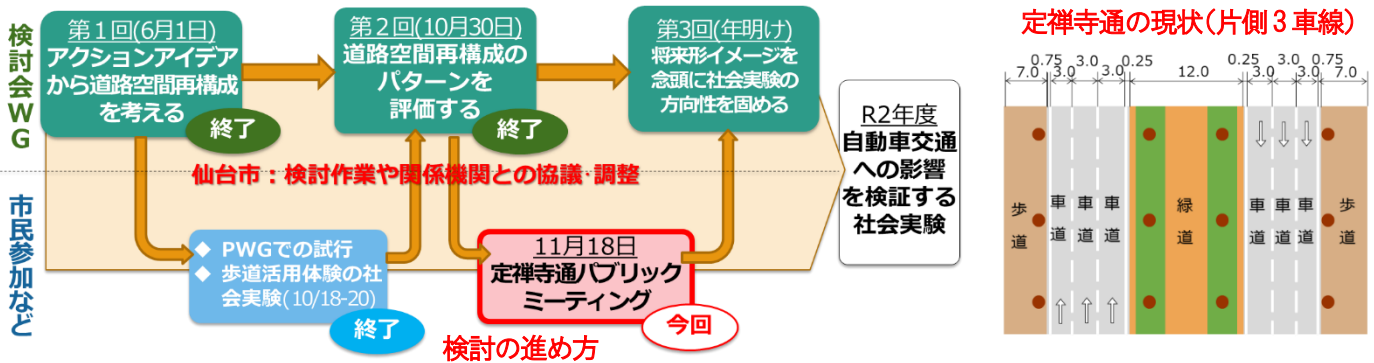 検討会WG
第１回(6月1日)
アクションアイデア
から道路空間再構成
を考える
終了
第２回(10月30日)
道路空間再構成の
パターンを
評価する
終了
第3回(年明け)
将来形イメージを
念頭に社会実験の
方向性を固める
R2年度
自動車交通
への影響
を検証する
社会実験
仙台市：検討作業や関係機関との協議･調整
市民参加など
◆ PWGでの試行
◆ 歩道活用体験の社
会実験(10/18-20)
終了
11月18日
定禅寺通パブリック
ミーティング
今回
検討の進め方
定禅寺通の現状（片側３車線）
0.75 3.0 0.25 0.25 3.0 0.75
7.0 3.0 3.0 12.0 3.0 3.0 7.0
歩道
車道
車道
車道
緑道
車道
車道
車道
歩道